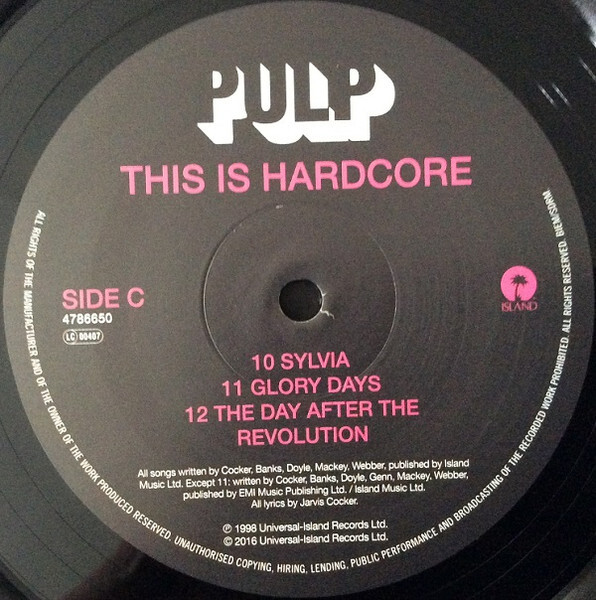 PULP
THIS IS HARDCORE
SIDE C
4786650
LC 00407
ISLAND
10 SYLVIA
11 GLORY DAYS
12 THE DAY AFTER THE
REVOLUTION
All songs written by Cocker, Banks, Doyle, Mackey, Webber, published by Island
Music Ltd. Except 11: written by Cocker, Banks, Doyle, Genn, Mackey, Webber,
published by EMI Music Publishing Ltd. / Island Music Ltd.
All lyrics by Jarvis Cocker.
℗ 1998 Universal-Island Records Ltd.
© 2016 Universal-Island Records Ltd.
ALL RIGHTS OF THE MANUFACTURER AND OF THE OWNER OF THE WORK PRODUCED RESERVED. UNAUTHORISED COPYING, HIRING, LENDING, PUBLIC PERFORMANCE AND BROADCASTING OF THE RECORDED WORK PROHIBITED. ALL RIGHTS RESERVED. BIEM/SDRM